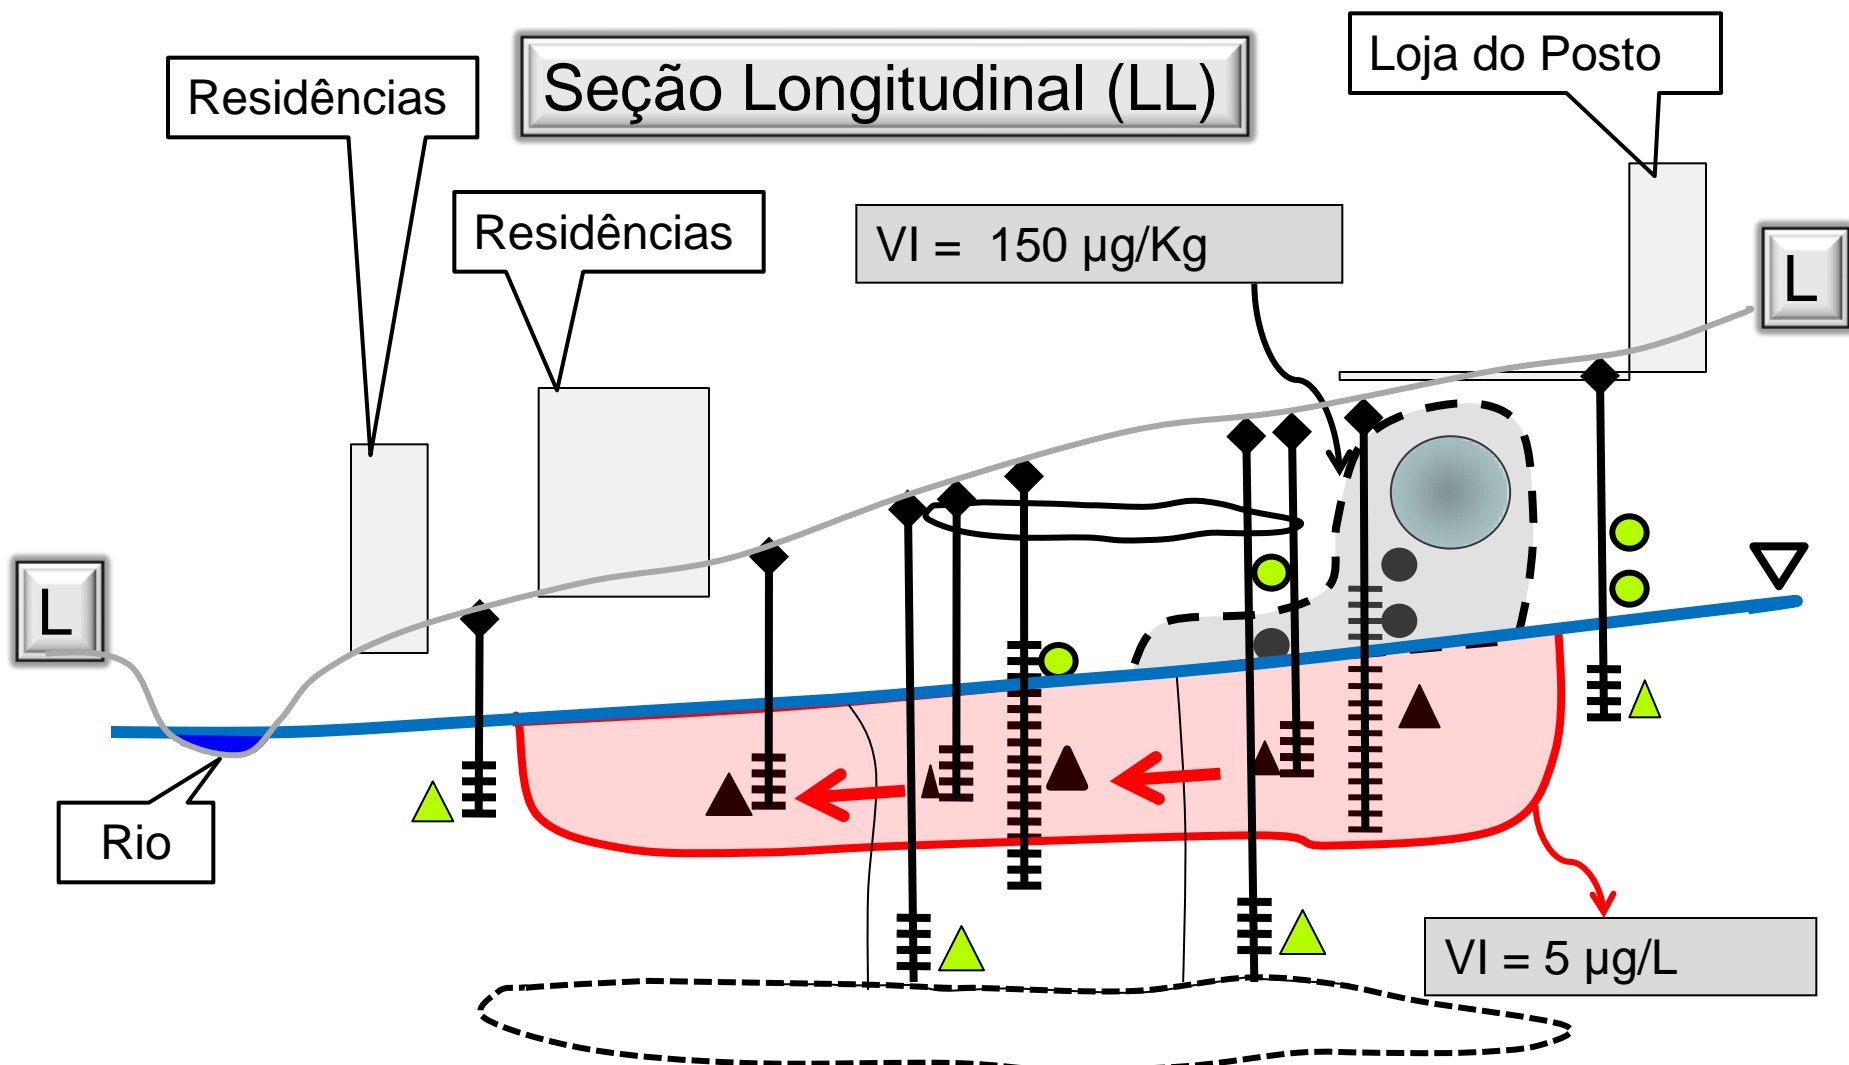 Loja do Posto
Seção Longitudinal (LL)
Residências
Residências
VI =  150 µg/Kg
L
L
Rio
VI = 5 µg/L